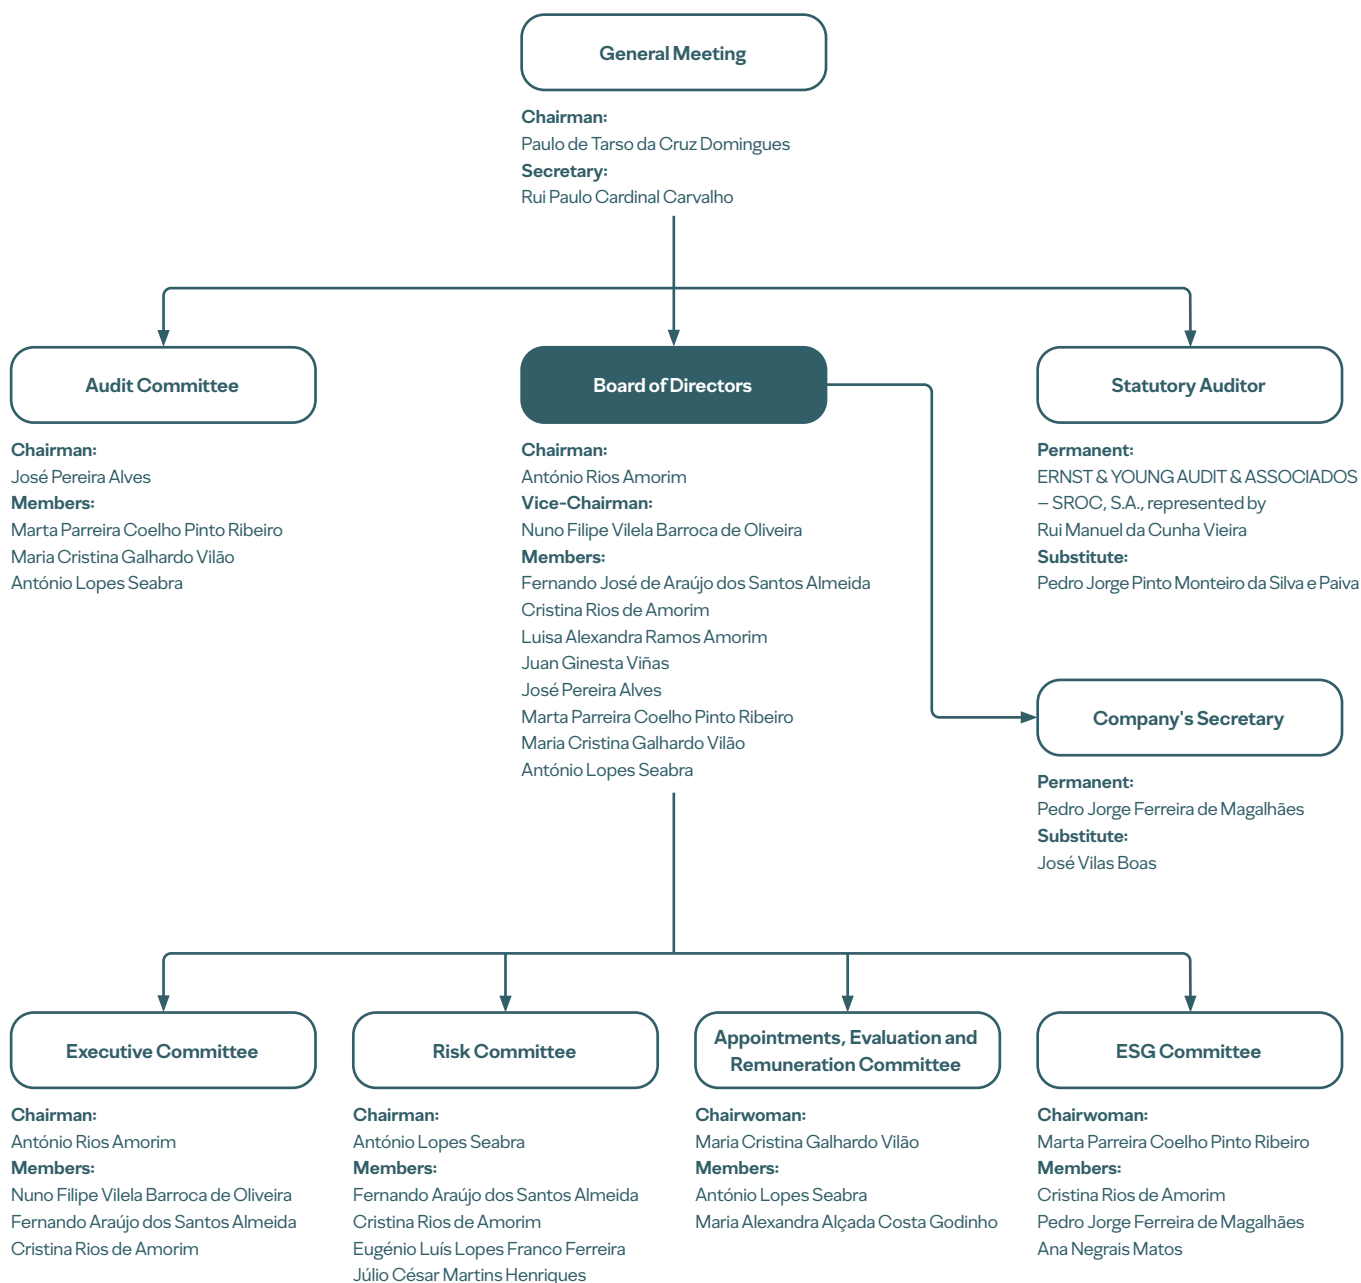 General Meeting
Chairman:
Paulo de Tarso da Cruz Domingues
Secretary:
Rui Paulo Cardinal Carvalho
Audit Committee
Chairman:
José Pereira Alves
Members:
Marta Parreira Coelho Pinto Ribeiro
Maria Cristina Galhardo Vilão
António Lopes Seabra
Board of Directors
Chairman:
António Rios Amorim
Vice-Chairman:
Nuno Filipe Vilela Barroca de Oliveira
Members:
Fernando José de Araújo dos Santos Almeida
Cristina Rios de Amorim
Luisa Alexandra Ramos Amorim
Juan Ginesta Viñas
José Pereira Alves
Marta Parreira Coelho Pinto Ribeiro
Maria Cristina Galhardo Vilão
António Lopes Seabra
Statutory Auditor
Permanent:
ERNST & YOUNG AUDIT & ASSOCIADOS
– SROC, S.A., represented by
Rui Manuel da Cunha Vieira
Substitute:
Pedro Jorge Pinto Monteiro da Silva e Paiva
Company's Secretary
Permanent:
Pedro Jorge Ferreira de Magalhães
Substitute:
José Vilas Boas
Executive Committee
Chairman:
António Rios Amorim
Members:
Nuno Filipe Vilela Barroca de Oliveira
Fernando Araújo dos Santos Almeida
Cristina Rios de Amorim
Risk Committee
Chairman:
António Lopes Seabra
Members:
Fernando Araújo dos Santos Almeida
Cristina Rios de Amorim
Eugénio Luís Lopes Franco Ferreira
Júlio César Martins Henriques
Appointments, Evaluation and
Remuneration Committee
Chairwoman:
Maria Cristina Galhardo Vilão
Members:
António Lopes Seabra
Maria Alexandra Alçada Costa Godinho
ESG Committee
Chairwoman:
Marta Parreira Coelho Pinto Ribeiro
Members:
Cristina Rios de Amorim
Pedro Jorge Ferreira de Magalhães
Ana Negrais Matos